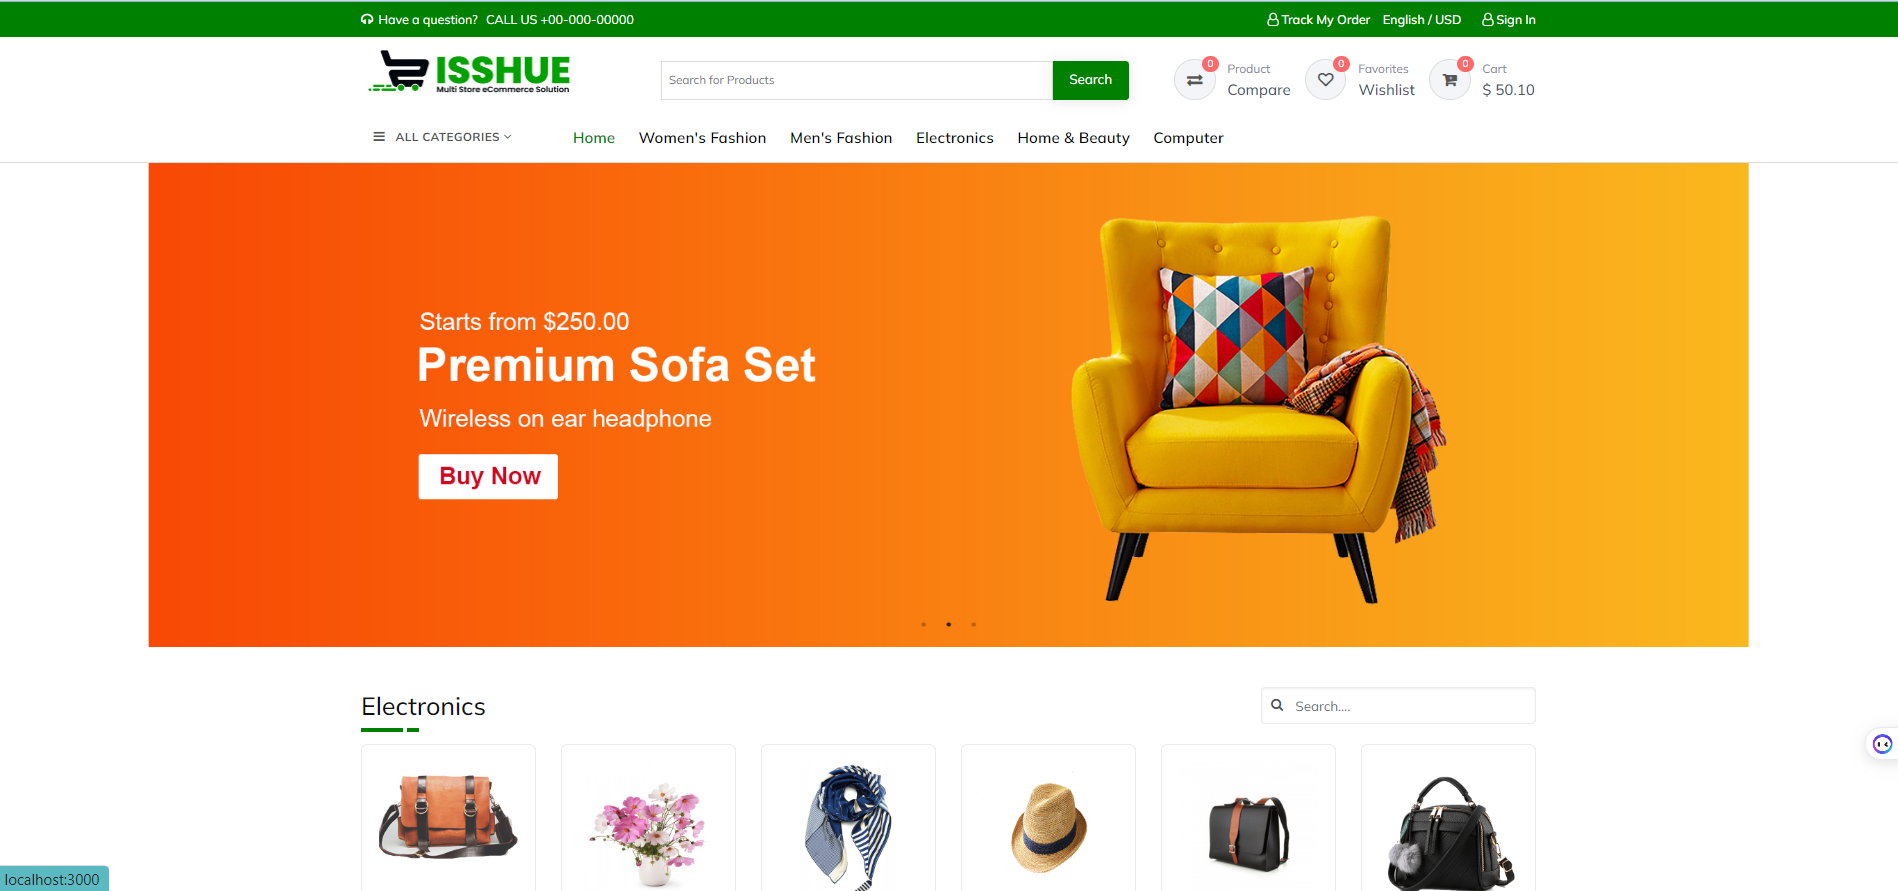 Have a question? CALL US +00-000-00000
Track My Order English / USD Sign In
ISSHUE
Multi Store eCommerce Solution
Search for Products
Search
0
Product
Compare
0
Favorites
Wishlist
0
Cart
$ 50.10
ALL CATEGORIES
Home Women's Fashion Men's Fashion Electronics Home & Beauty Computer
Starts from $250.00
Premium Sofa Set
Wireless on ear headphone
Buy Now
Electronics
Search....
localhost:3000